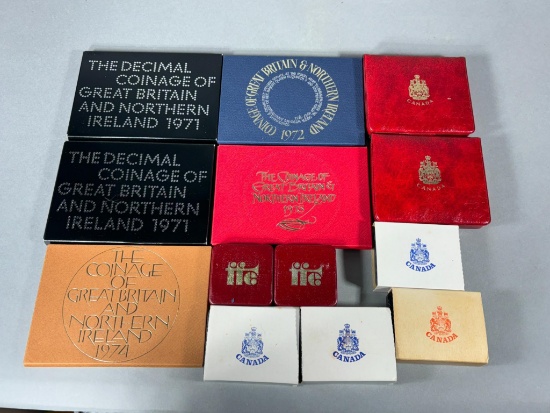 THE DECIMAL
COINAGE OF
GREAT BRITAIN
AND NORTHERN
IRELAND 1971
COINAGE OF GREAT BRITAIN & NORTHERN IRELAND
1972
CANADA
THE DECIMAL
COINAGE OF
GREAT BRITAIN
AND NORTHERN
IRELAND 1971
THE COINAGE OF
GREAT BRITAIN &
NORTHERN IRELAND
CANADA
THE
COINAGE OF
GREAT BRITAIN
AND
NORTHERN
IRELAND
1974
CANADA
CANADA
CANADA
CANADA